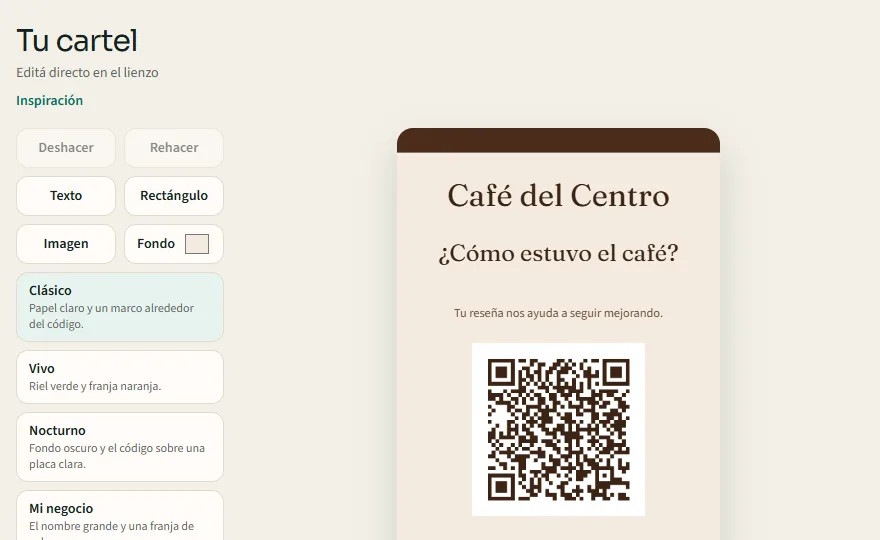 Tu cartel
Editá directo en el lienzo
Inspiración
Deshacer
Rehacer
Texto
Rectángulo
Imagen
Fondo
Clásico
Papel claro y un marco alrededor
del código.
Vivo
Riel verde y franja naranja.
Nocturno
Fondo oscuro y el código sobre una
placa clara.
Mi negocio
El nombre grande y una franja de
Café del Centro
¿Cómo estuvo el café?
Tu reseña nos ayuda a seguir mejorando.